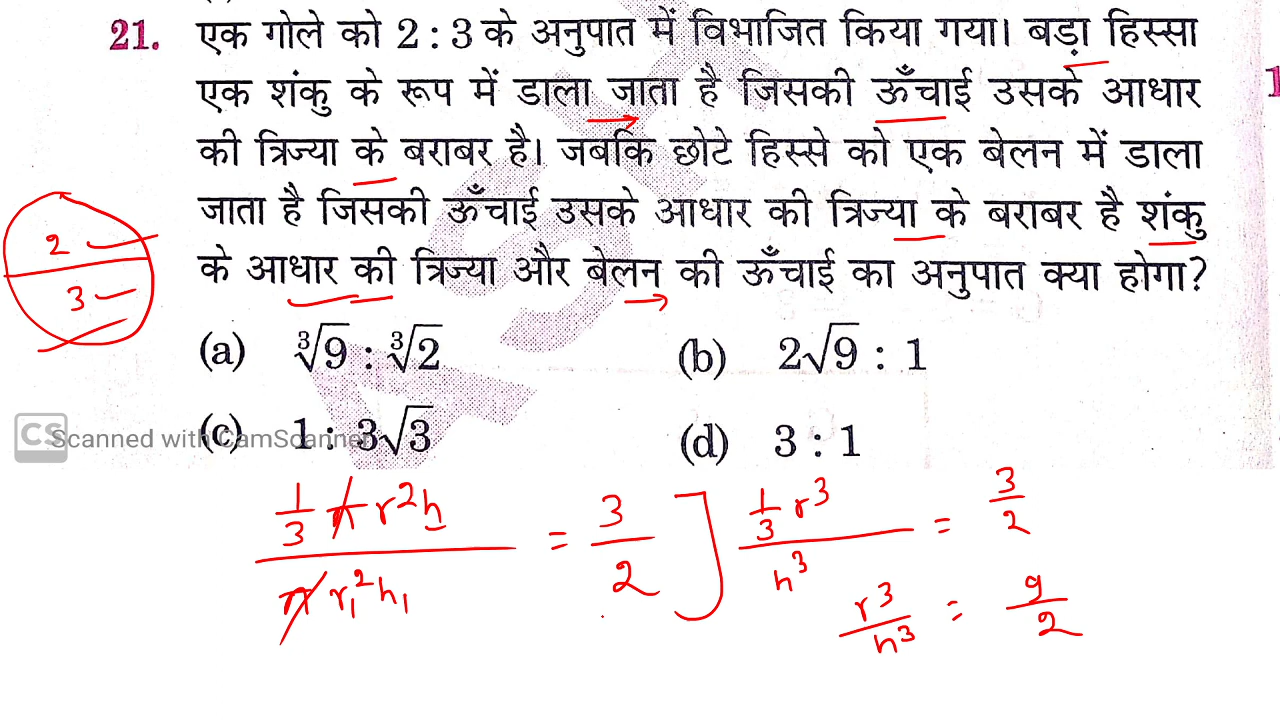 21. एक गोले को 2 : 3 के अनुपात में विभाजित किया गया। बड़ा हिस्सा
एक शंकु के रूप में डाला जाता है जिसकी ऊँचाई उसके आधार
की त्रिज्या के बराबर है। जबकि छोटे हिस्से को एक बेलन में डाला
जाता है जिसकी ऊँचाई उसके आधार की त्रिज्या के बराबर है शंकु
के आधार की त्रिज्या और बेलन की ऊँचाई का अनुपात क्या होगा?
2
3
(a) ∛9 : ∛2 (b) 2√9 : 1
CS Scanned with CamScanner
(c) 1 : 3√3 (d) 3 : 1
1/3 π r²h / π r₁²h₁ = 3/2 ] 1/3 r³ / h³ = 3/2
r³/h³ = 9/2